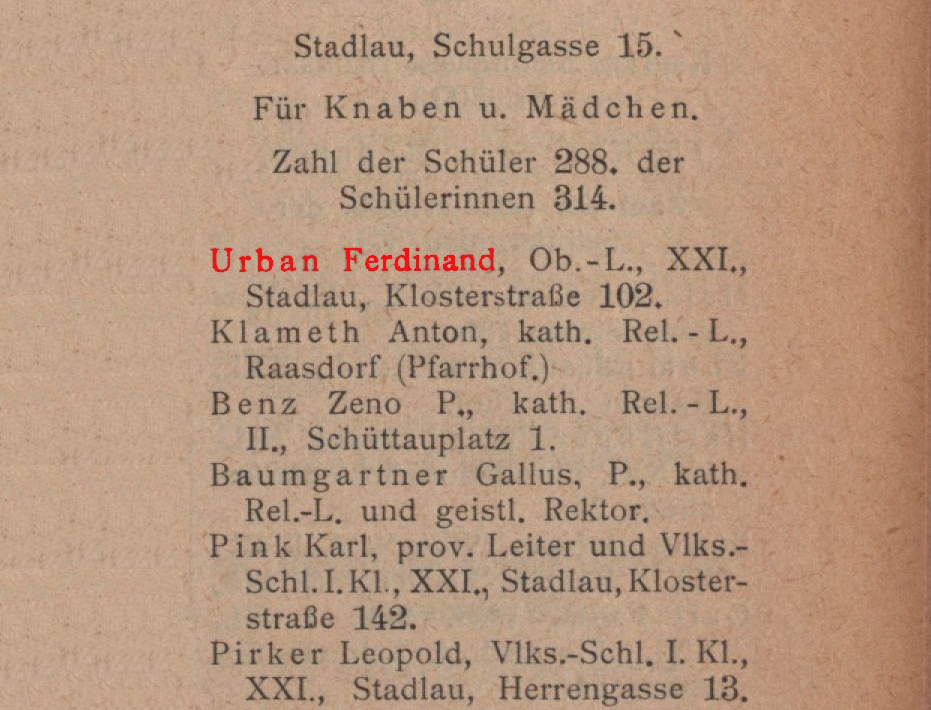 Stadlau, Schulgasse 15.
Für Knaben u. Mädchen.
Zahl der Schüler 288. der
Schülerinnen 314.
Urban Ferdinand, Ob.-L., XXI.,
Stadlau, Klosterstraße 102.
Klameth Anton, kath. Rel.-L.,
Raasdorf (Pfarrhof.)
Benz Zeno P., kath. Rel.-L.,
II., Schüttauplatz 1.
Baumgartner Gallus, P., kath.
Rel.-L. und geistl. Rektor.
Pink Karl, prov. Leiter und Vlks.-
Schl. I. Kl., XXI., Stadlau, Kloster-
straße 142.
Pirker Leopold, Vlks.-Schl. I. Kl.,
XXI., Stadlau, Herrengasse 13.